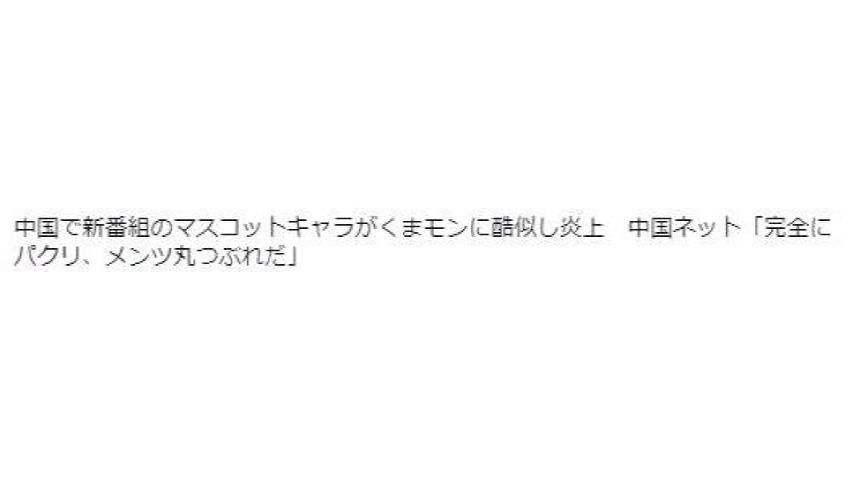 中国で新番組のマスコットキャラがくまモンに酷似し炎上　中国ネット「完全に
パクリ、メンツ丸つぶれだ」